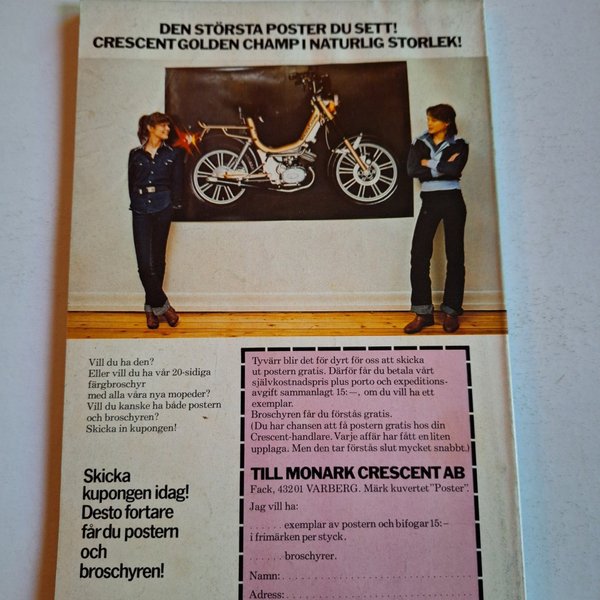 DEN STÖRSTA POSTER DU SETT!
CRESCENT GOLDEN CHAMP I NATURLIG STORLEK!
Vill du ha den?
Eller vill du ha vår 20-sidiga
färgbroschyr
med alla våra nya mopeder?
Vill du kanske ha både postern
och broschyren?
Skicka in kupongen!
Skicka
kupongen idag!
Desto fortare
får du postern
och
broschyren!
Tyvärr blir det för dyrt för oss att skicka
ut postern gratis. Därför får du betala vårt
självkostnadspris plus porto och expeditions-
avgift sammanlagt 15:–, om du vill ha ett
exemplar.
Broschyren får du förstås gratis.
(Du har chansen att få postern gratis hos din
Crescent-handlare. Varje affär har fått en liten
upplaga. Men den tar förstås slut mycket snabbt.)
TILL MONARK CRESCENT AB
Fack, 432 01 VARBERG. Märk kuvertet "Poster".
Jag vill ha:
...... exemplar av postern och bifogar 15:–
i frimärken per styck.
...... broschyrer.
Namn:
Adress: